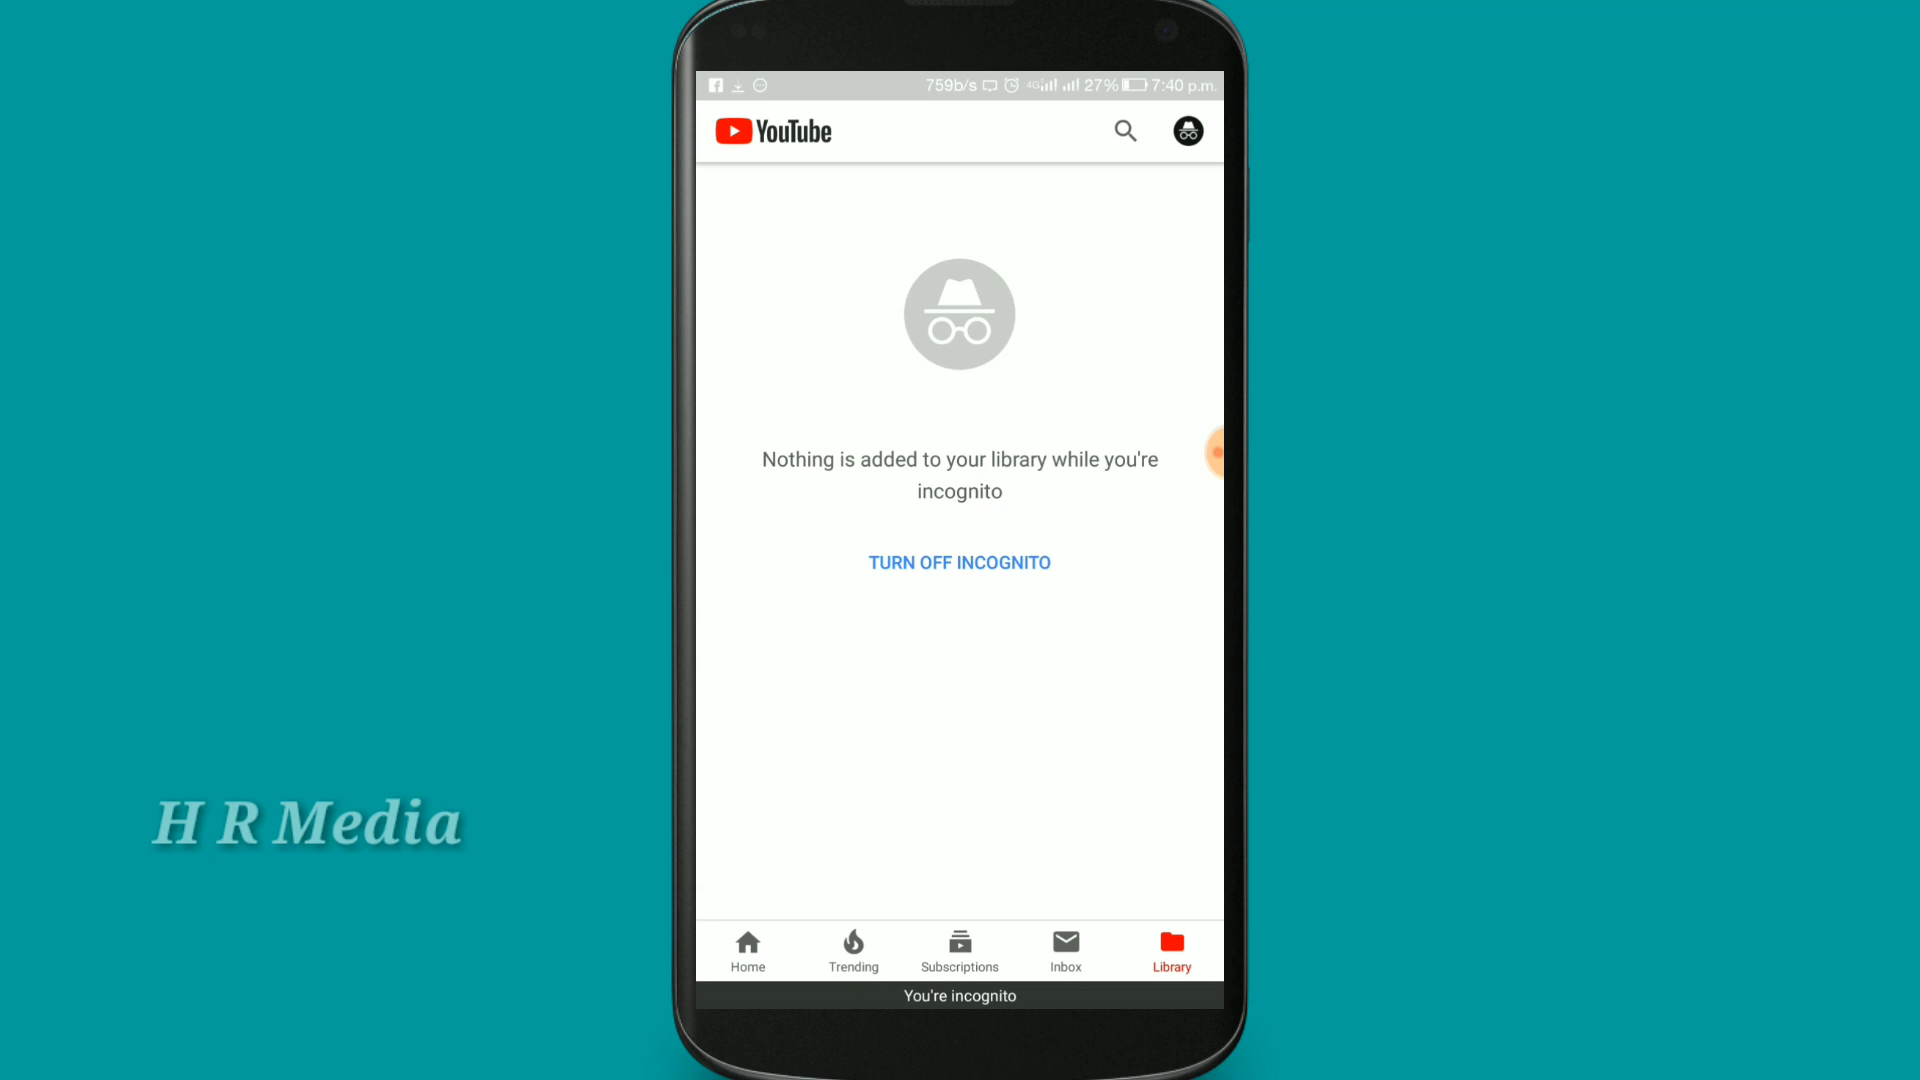 759b/s 4G 27% 7:40 p.m.
YouTube
Nothing is added to your library while you're
incognito
TURN OFF INCOGNITO
H R Media
Home Trending Subscriptions Inbox Library
You're incognito